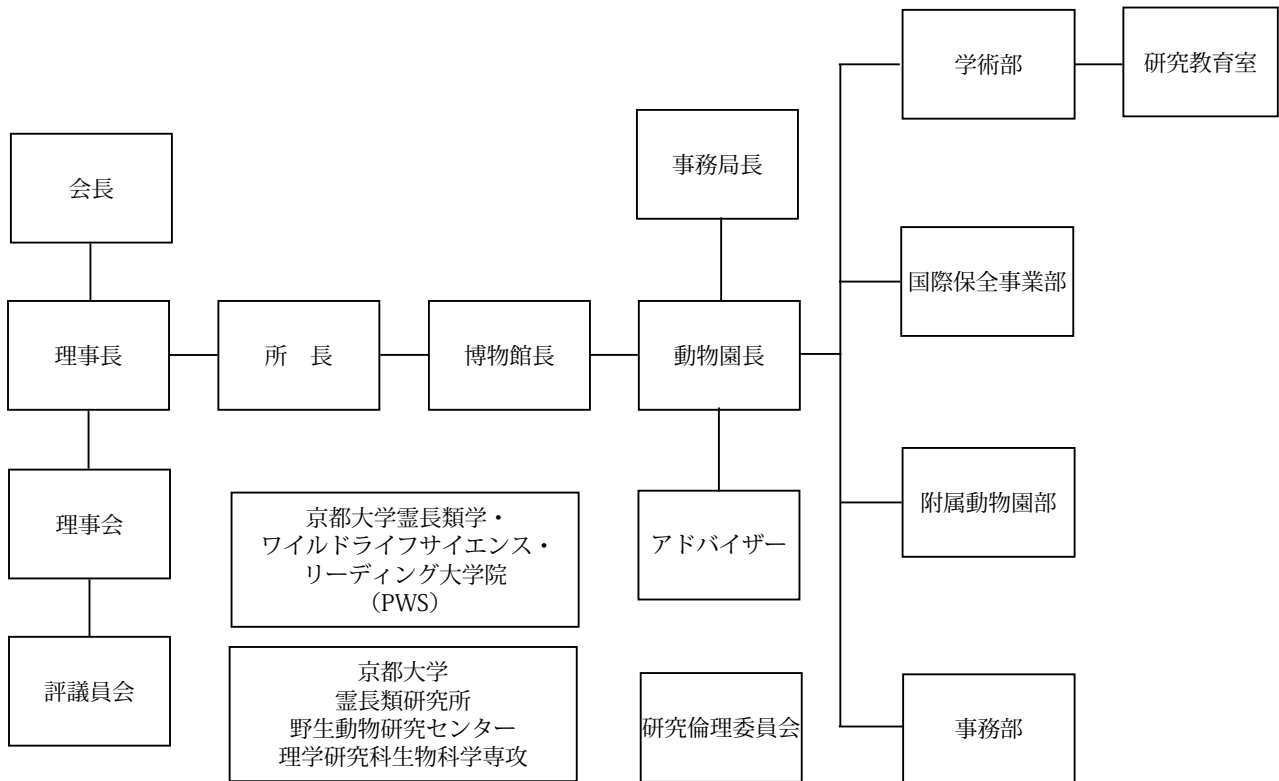 学術部
研究教育室
事務局長
会長
国際保全事業部
理事長
所　長
博物館長
動物園長
附属動物園部
理事会
京都大学霊長類学・
ワイルドライフサイエンス・
リーディング大学院
（PWS）
アドバイザー
評議員会
京都大学
霊長類研究所
野生動物研究センター
理学研究科生物科学専攻
研究倫理委員会
事務部